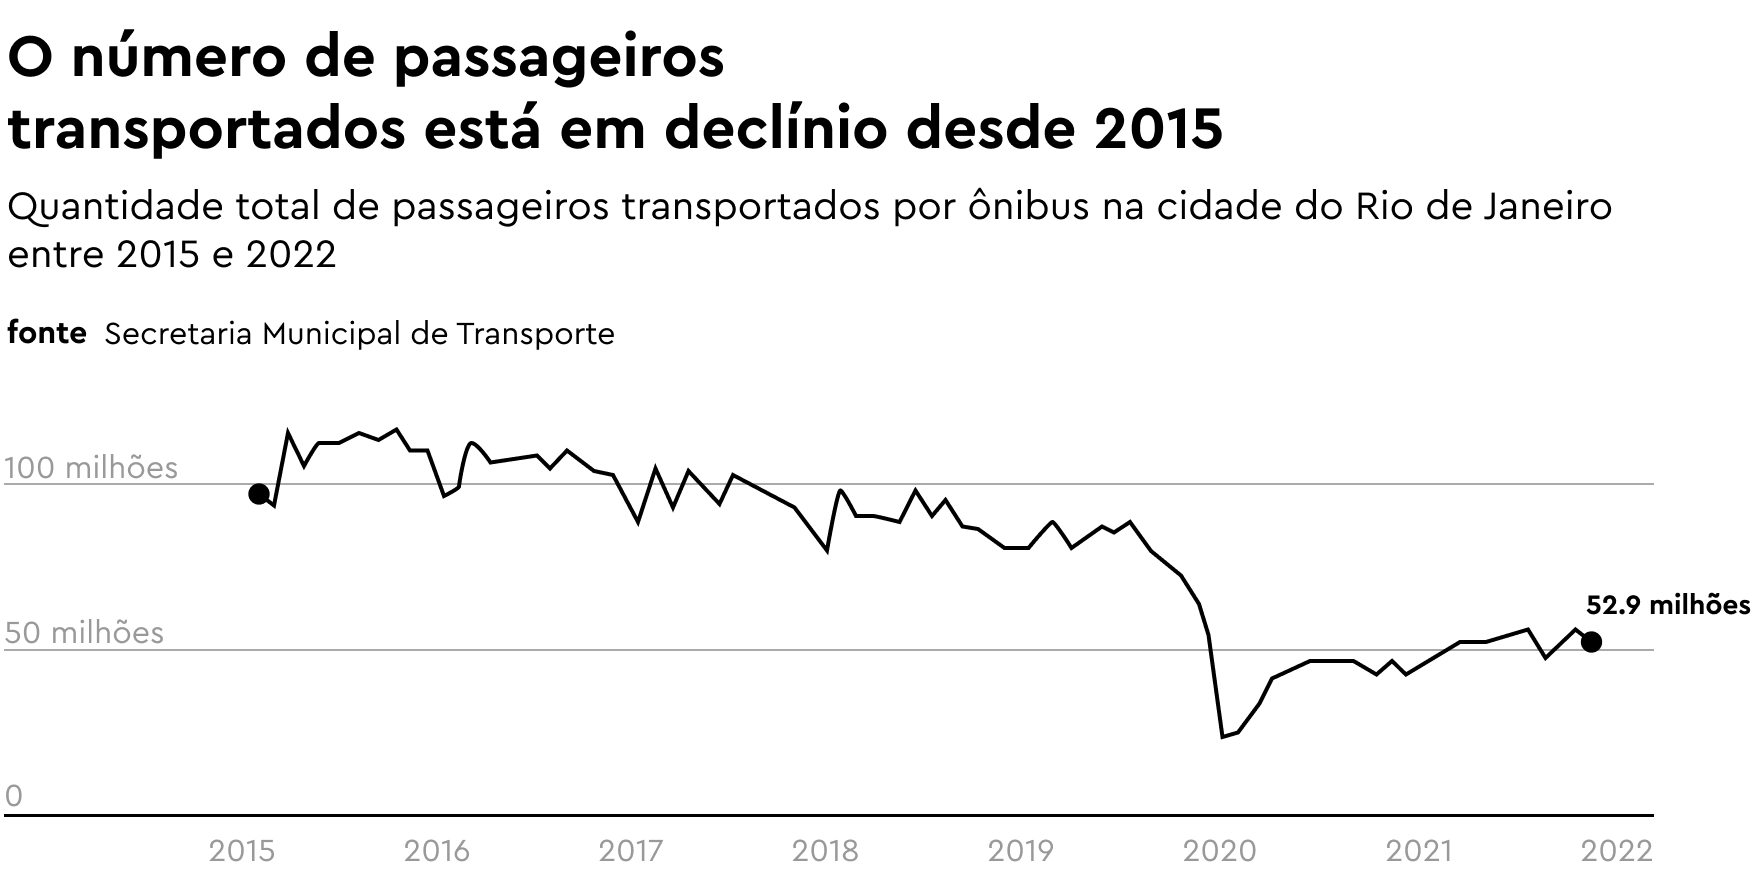 O número de passageiros
transportados está em declínio desde 2015
Quantidade total de passageiros transportados por ônibus na cidade do Rio de Janeiro
entre 2015 e 2022
fonte Secretaria Municipal de Transporte
100 milhões
52.9 milhões
50 milhões
0
2015 2016 2017 2018 2019 2020 2021 2022